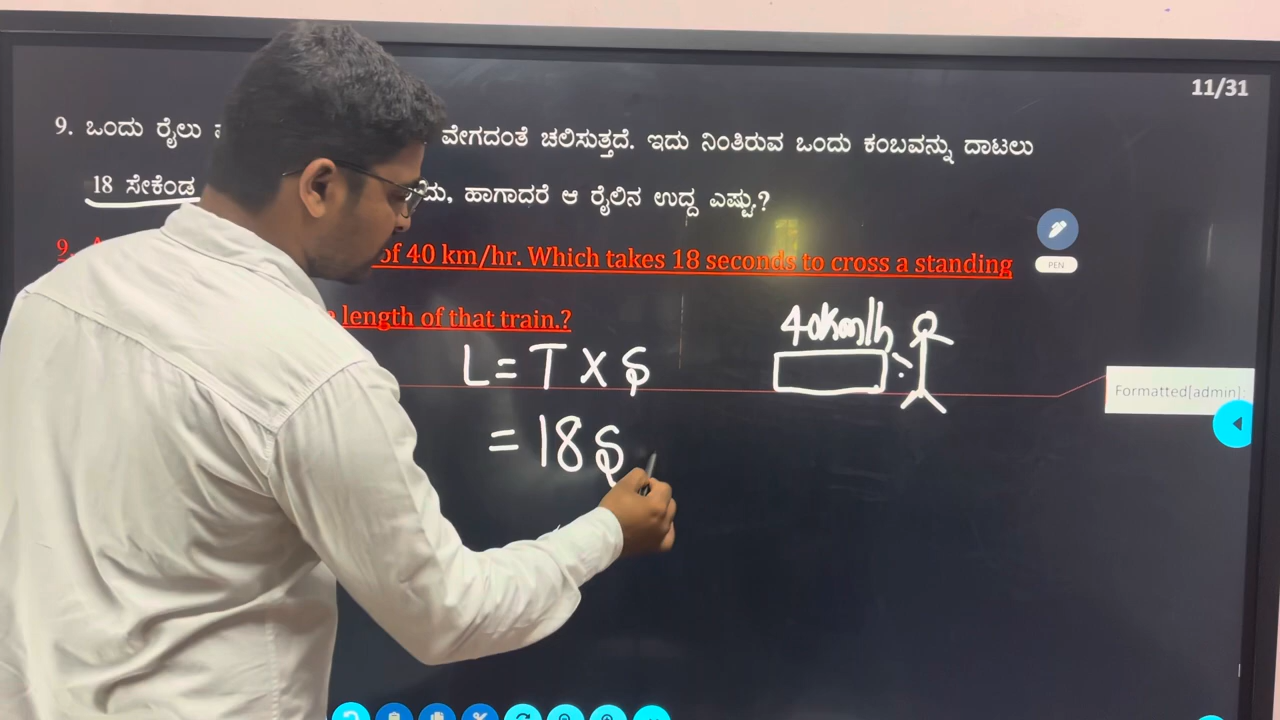 11/31
9. ಒಂದು ರೈಲು ವೇಗದಂತೆ ಚಲಿಸುತ್ತದೆ. ಇದು ನಿಂತಿರುವ ಒಂದು ಕಂಬವನ್ನು ದಾಟಲು
18 ಸೇಕೆಂಡ ಹಾಗಾದರೆ ಆ ರೈಲಿನ ಉದ್ದ ಎಷ್ಟು.?
9. of 40 km/hr. Which takes 18 seconds to cross a standing
length of that train.?
PEN
40km/h
L = T X S
= 18 S
Formatted[admin]: